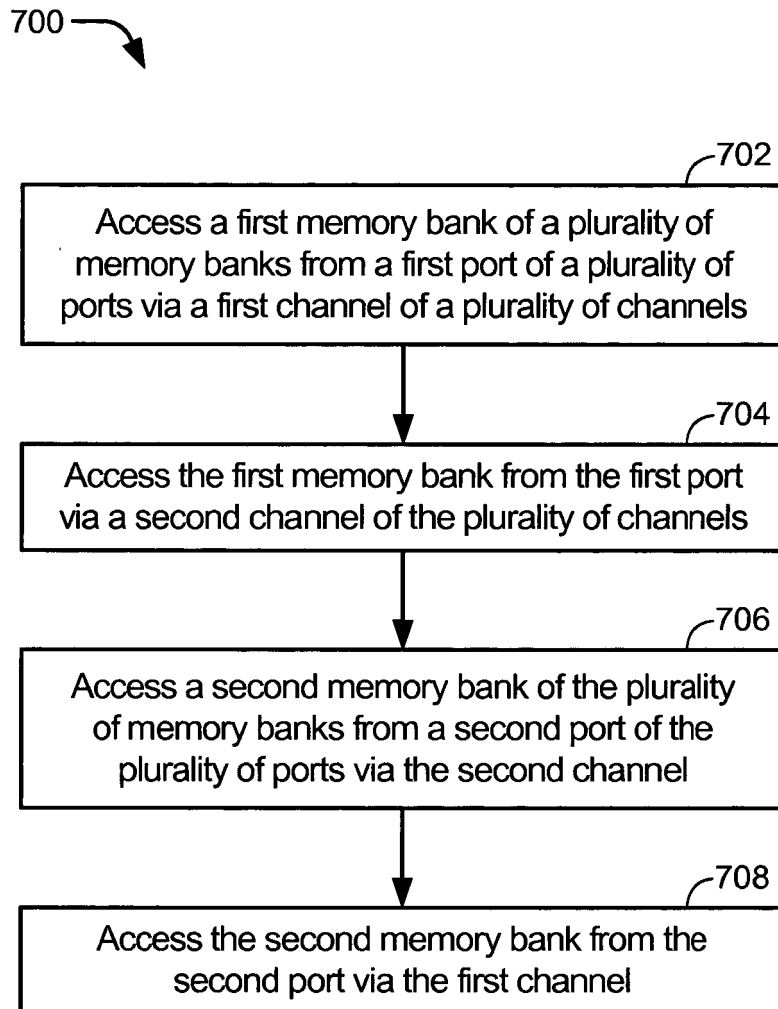 700
702
Access a first memory bank of a plurality of
memory banks from a first port of a plurality of
ports via a first channel of a plurality of channels
704
Access the first memory bank from the first port
via a second channel of the plurality of channels
706
Access a second memory bank of the plurality
of memory banks from a second port of the
plurality of ports via the second channel
708
Access the second memory bank from the
second port via the first channel